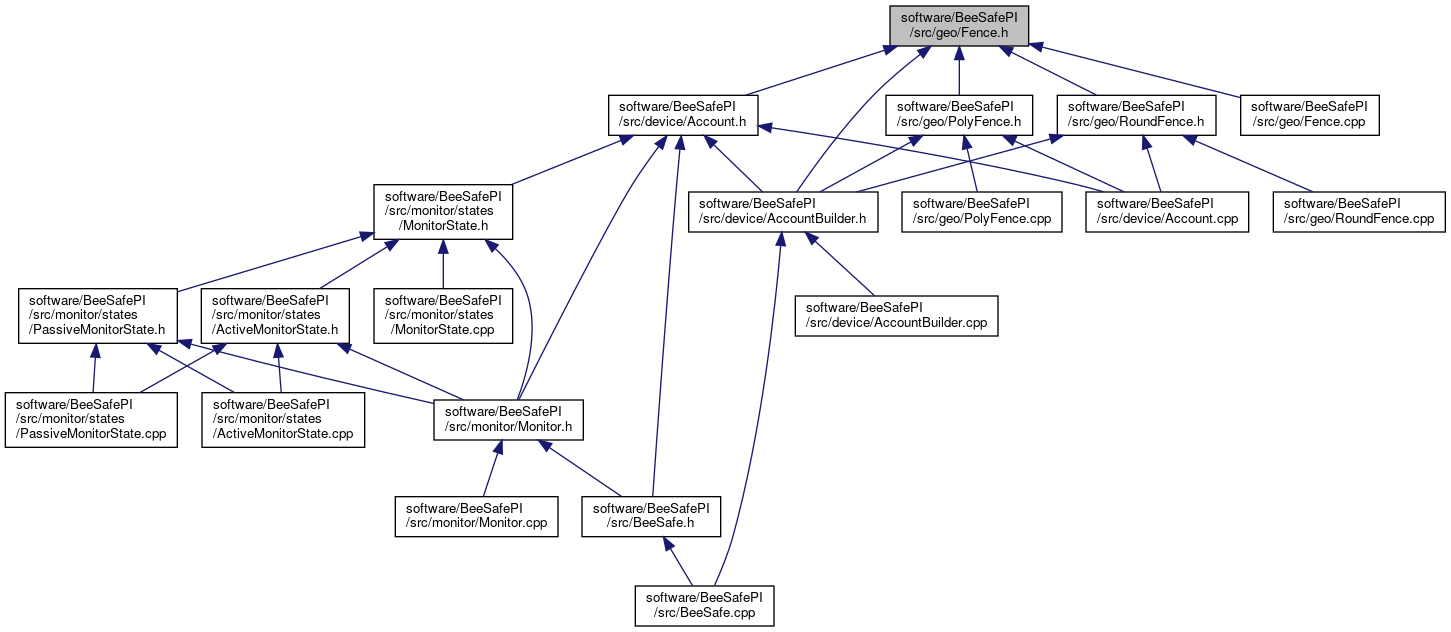 software/BeeSafePI
/src/geo/Fence.h
software/BeeSafePI
/src/device/Account.h
software/BeeSafePI
/src/geo/PolyFence.h
software/BeeSafePI
/src/geo/RoundFence.h
software/BeeSafePI
/src/geo/Fence.cpp
software/BeeSafePI
/src/monitor/states
/MonitorState.h
software/BeeSafePI
/src/device/AccountBuilder.h
software/BeeSafePI
/src/geo/PolyFence.cpp
software/BeeSafePI
/src/device/Account.cpp
software/BeeSafePI
/src/geo/RoundFence.cpp
software/BeeSafePI
/src/monitor/states
/PassiveMonitorState.h
software/BeeSafePI
/src/monitor/states
/ActiveMonitorState.h
software/BeeSafePI
/src/monitor/states
/MonitorState.cpp
software/BeeSafePI
/src/device/AccountBuilder.cpp
software/BeeSafePI
/src/monitor/states
/PassiveMonitorState.cpp
software/BeeSafePI
/src/monitor/states
/ActiveMonitorState.cpp
software/BeeSafePI
/src/monitor/Monitor.h
software/BeeSafePI
/src/monitor/Monitor.cpp
software/BeeSafePI
/src/BeeSafe.h
software/BeeSafePI
/src/BeeSafe.cpp